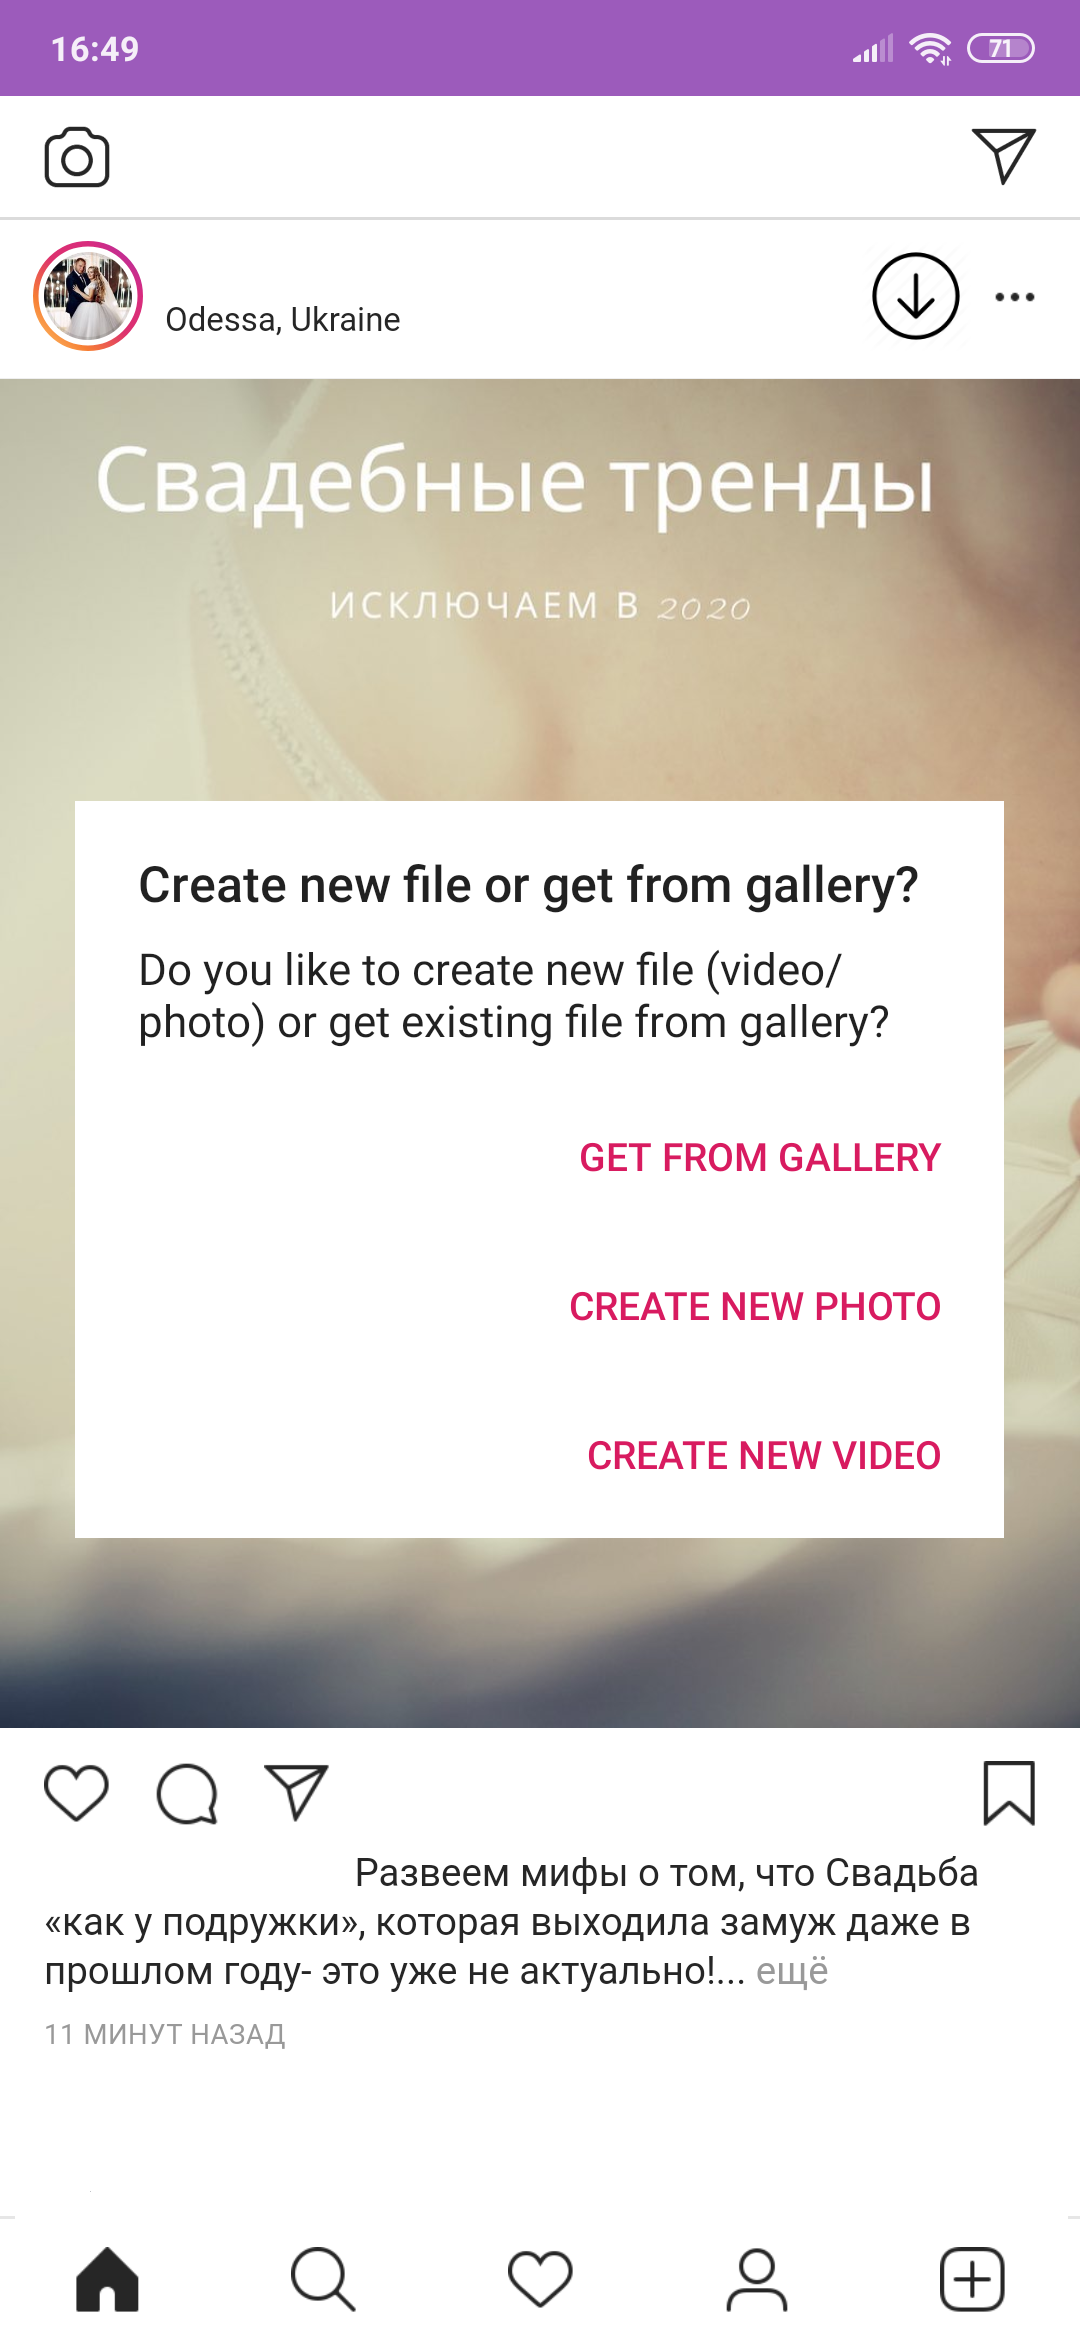 16:49
71
Odessa, Ukraine
Свадебные тренды
ИСКЛЮЧАЕМ В 2020
Create new file or get from gallery?
Do you like to create new file (video/
photo) or get existing file from gallery?
GET FROM GALLERY
CREATE NEW PHOTO
CREATE NEW VIDEO
Развеем мифы о том, что Свадьба
«как у подружки», которая выходила замуж даже в
прошлом году- это уже не актуально!... ещё
11 МИНУТ НАЗАД